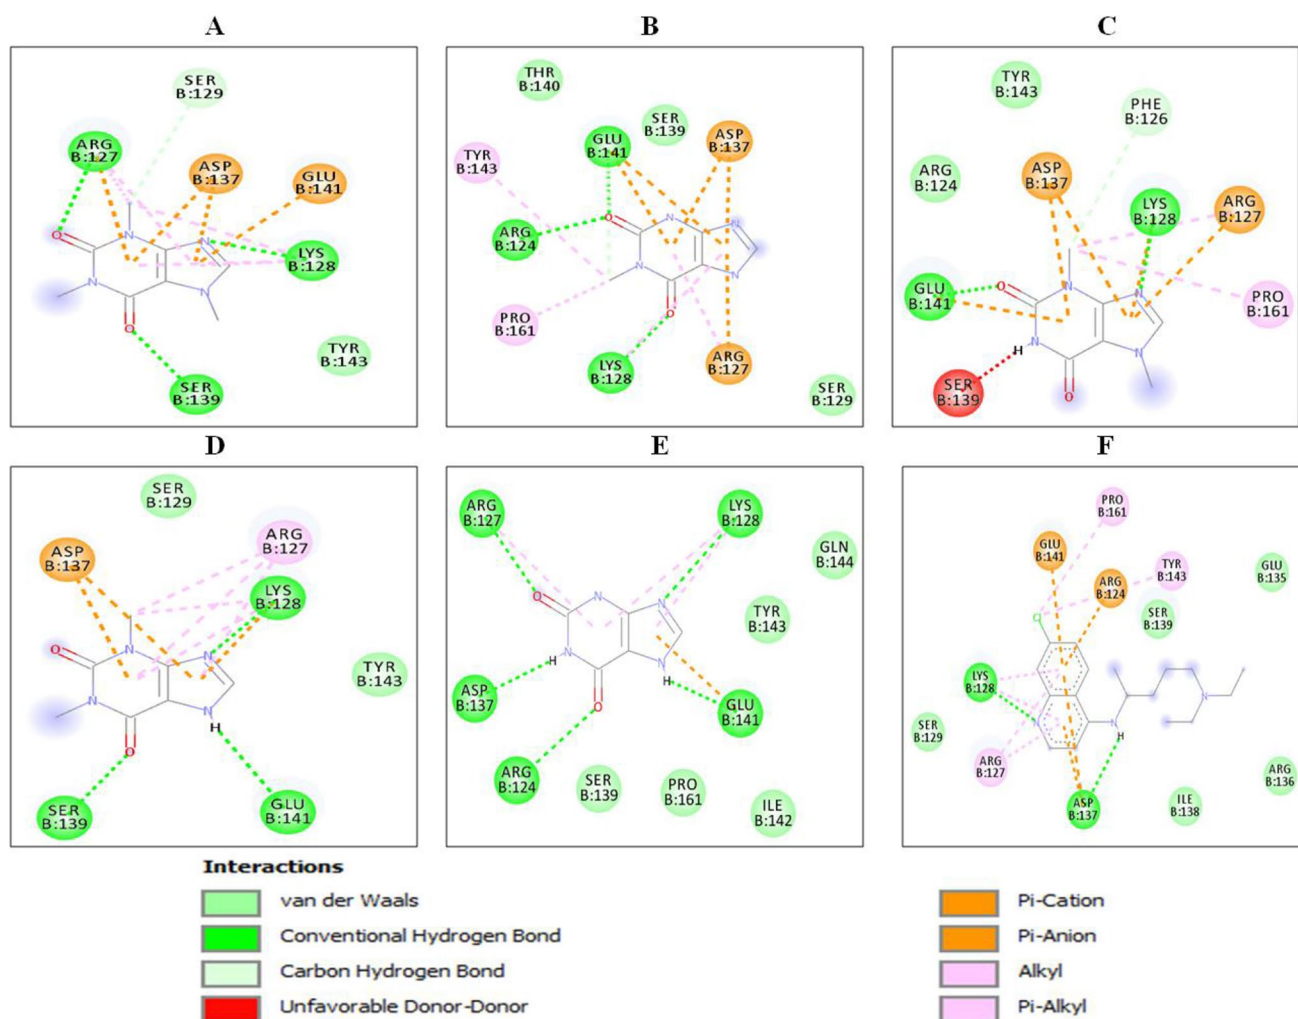 A
B
C
SER
B:129
ARG
B:127
ASP
B:137
GLU
B:141
LYS
B:128
TYR
B:143
SER
B:139
O
O
N
N
N
N
THR
B:140
SER
B:139
GLU
B:141
ASP
B:137
TYR
B:143
ARG
B:124
PRO
B:161
LYS
B:128
ARG
B:127
SER
B:129
O
O
N
N
N
N
TYR
B:143
PHE
B:126
ARG
B:124
ASP
B:137
LYS
B:128
ARG
B:127
GLU
B:141
PRO
B:161
SER
B:139
O
O
N
N
H
N
N
D
E
F
SER
B:129
ASP
B:137
ARG
B:127
LYS
B:128
TYR
B:143
SER
B:139
GLU
B:141
O
O
N
N
N
N
H
ARG
B:127
LYS
B:128
GLN
B:144
TYR
B:143
ASP
B:137
GLU
B:141
ARG
B:124
SER
B:139
PRO
B:161
ILE
B:142
O
O
N
N
H
N
N
H
PRO
B:161
GLU
B:141
ARG
B:124
TYR
B:143
GLU
B:135
SER
B:139
LYS
B:128
SER
B:129
ARG
B:127
ASP
B:137
ILE
B:138
ARG
B:136
Cl
N
N
H
N
Interactions
van der Waals
Conventional Hydrogen Bond
Carbon Hydrogen Bond
Unfavorable Donor-Donor
Pi-Cation
Pi-Anion
Alkyl
Pi-Alkyl